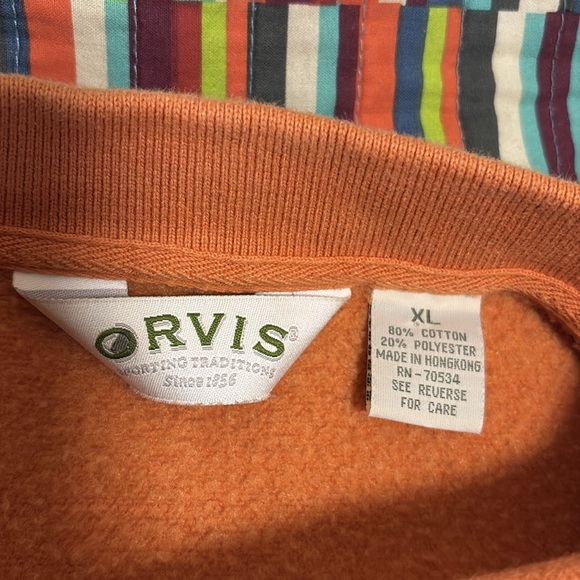 ORVIS®
SPORTING TRADITIONS
Since 1856
XL
80% COTTON
20% POLYESTER
MADE IN HONGKONG
RN-70534
SEE REVERSE
FOR CARE